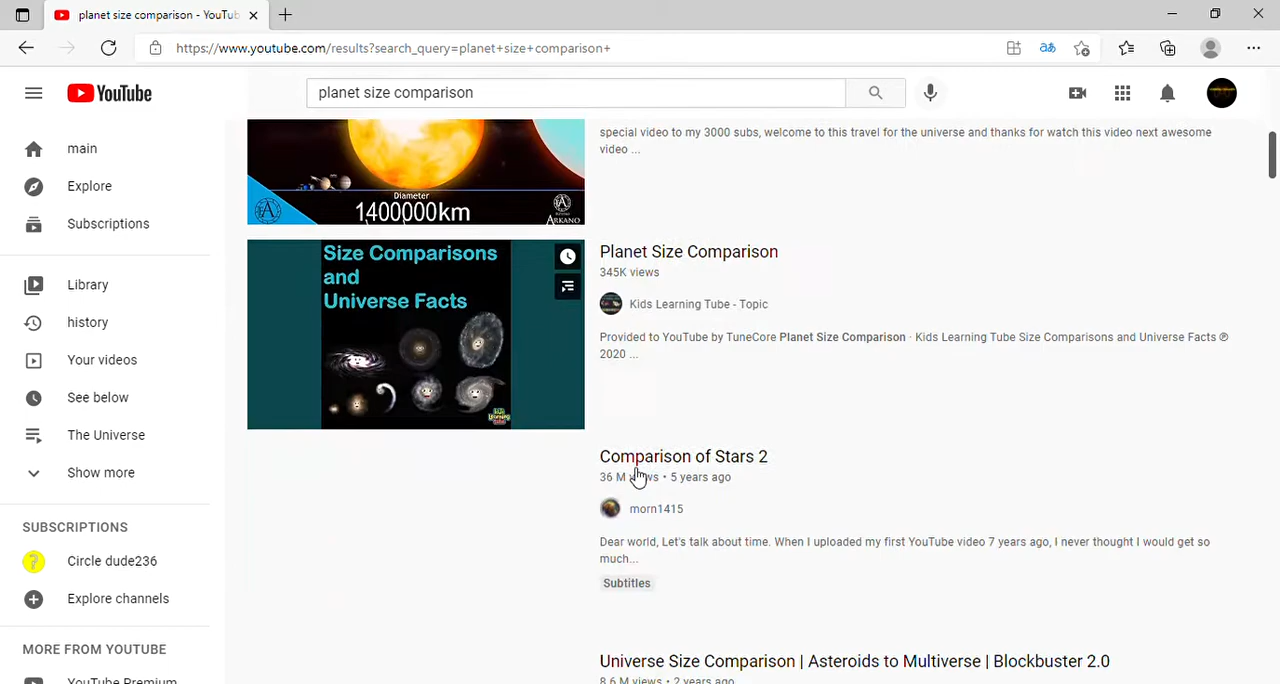 planet size comparison - YouTub
https://www.youtube.com/results?search_query=planet+size+comparison+
YouTube
planet size comparison
main
Explore
Subscriptions
Library
history
Your videos
See below
The Universe
Show more
SUBSCRIPTIONS
?
Circle dude236
Explore channels
MORE FROM YOUTUBE
YouTube Premium
Diameter
1400000km
ARKANO
special video to my 3000 subs, welcome to this travel for the universe and thanks for watch this video next awesome
video ...
Size Comparisons
and
Universe Facts
Planet Size Comparison
345K views
Kids Learning Tube - Topic
Provided to YouTube by TuneCore Planet Size Comparison · Kids Learning Tube Size Comparisons and Universe Facts ℗
2020 ...
Comparison of Stars 2
36 M views • 5 years ago
morn1415
Dear world, Let's talk about time. When I uploaded my first YouTube video 7 years ago, I never thought I would get so
much...
Subtitles
Universe Size Comparison | Asteroids to Multiverse | Blockbuster 2.0
8.6 M views • 2 years ago